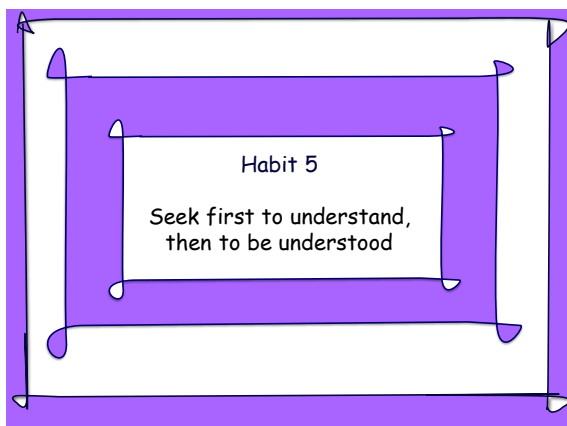 Habit 5
Seek first to understand,
then to be understood